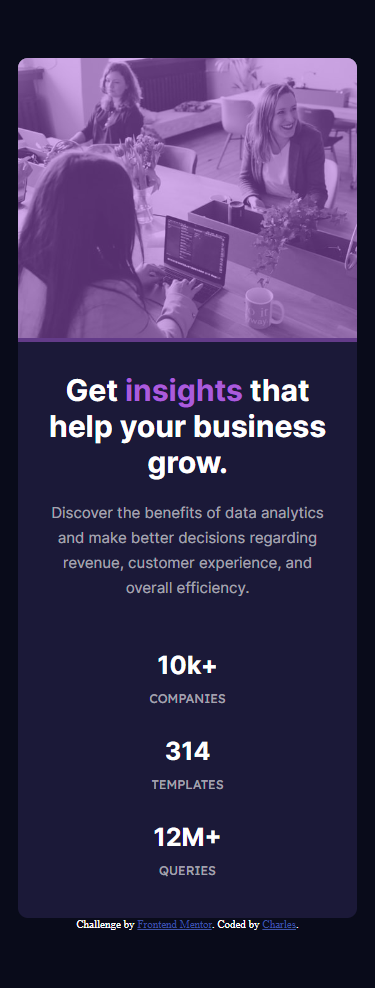 Get insights that
help your business
grow.
Discover the benefits of data analytics
and make better decisions regarding
revenue, customer experience, and
overall efficiency.
10k+
COMPANIES
314
TEMPLATES
12M+
QUERIES
Challenge by Frontend Mentor. Coded by Charles.